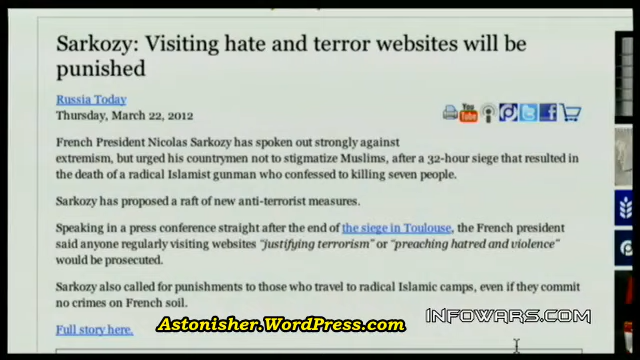 Sarkozy: Visiting hate and terror websites will be
punished
Russia Today
Thursday, March 22, 2012
You
Tube
French President Nicolas Sarkozy has spoken out strongly against
extremism, but urged his countrymen not to stigmatize Muslims, after a 32-hour siege that resulted in
the death of a radical Islamist gunman who confessed to killing seven people.
Sarkozy has proposed a raft of new anti-terrorist measures.
Speaking in a press conference straight after the end of the siege in Toulouse, the French president
said anyone regularly visiting websites "justifying terrorism" or "preaching hatred and violence"
would be prosecuted.
Sarkozy also called for punishments to those who travel to radical Islamic camps, even if they commit
no crimes on French soil.
Full story here.
Astonisher.WordPress.com
INFOWARS.COM